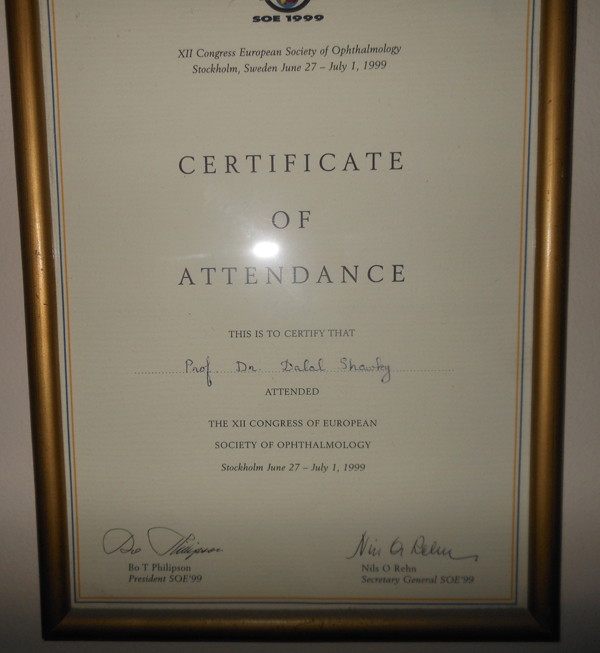 SOE 1999
XII Congress European Society of Ophthalmology
Stockholm, Sweden June 27 – July 1, 1999
CERTIFICATE
OF
ATTENDANCE
THIS IS TO CERTIFY THAT
Prof. Dr. Dalal Shawky
ATTENDED
THE XII CONGRESS OF EUROPEAN
SOCIETY OF OPHTHALMOLOGY
Stockholm June 27 – July 1, 1999
Bo Philipson
Nils O Rehn
Bo T Philipson
Nils O Rehn
President SOE'99
Secretary General SOE'99